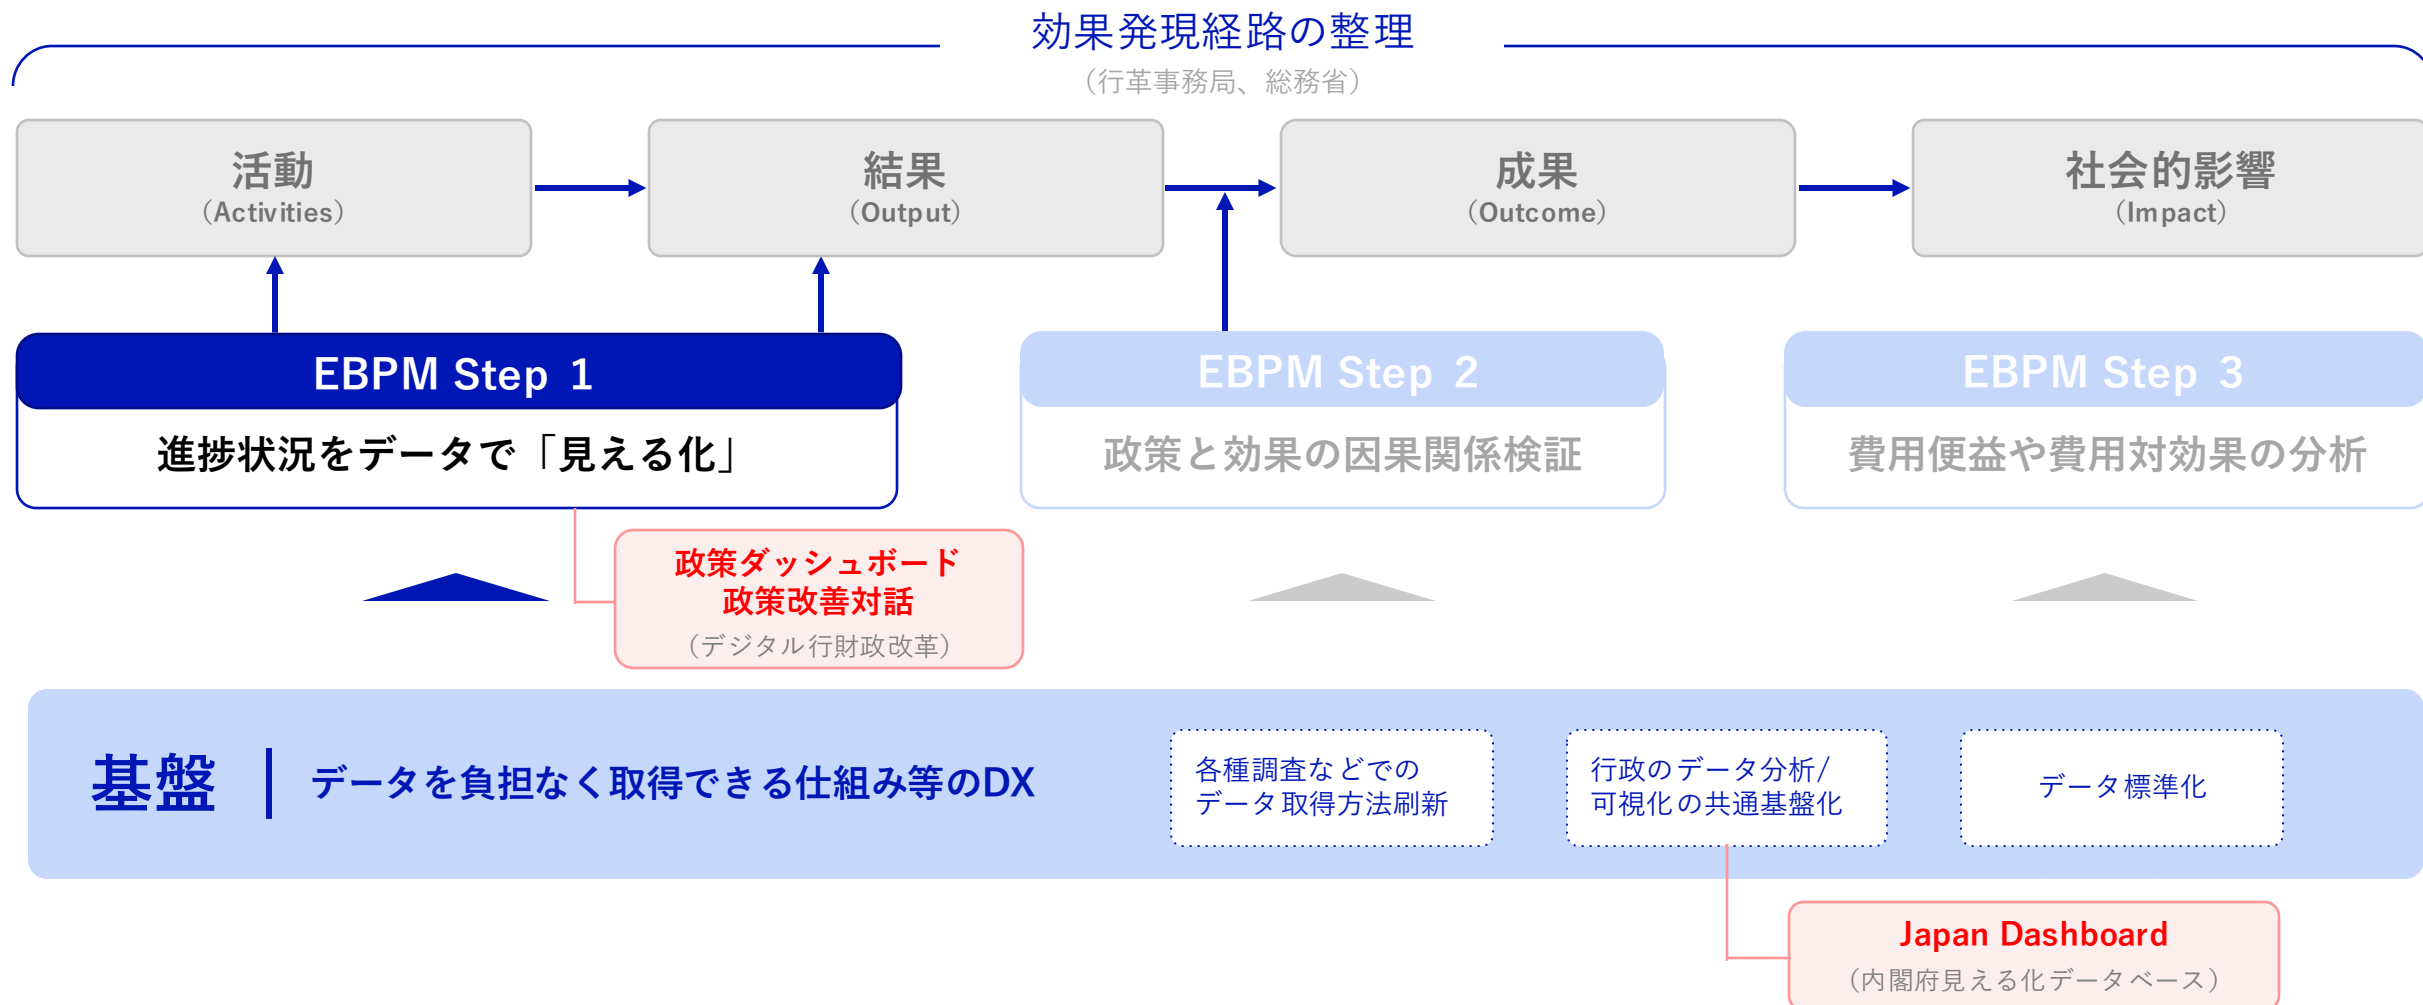 効果発現経路の整理
（行革事務局、総務省）
活動
（Activities）
結果
（Output）
成果
（Outcome）
社会的影響
（Impact）
EBPM Step 1
進捗状況をデータで「見える化」
EBPM Step 2
政策と効果の因果関係検証
EBPM Step 3
費用便益や費用対効果の分析
政策ダッシュボード
政策改善対話
（デジタル行財政改革）
基盤
データを負担なく取得できる仕組み等のDX
各種調査などでの
データ取得方法刷新
行政のデータ分析/
可視化の共通基盤化
データ標準化
Japan Dashboard
（内閣府見える化データベース）